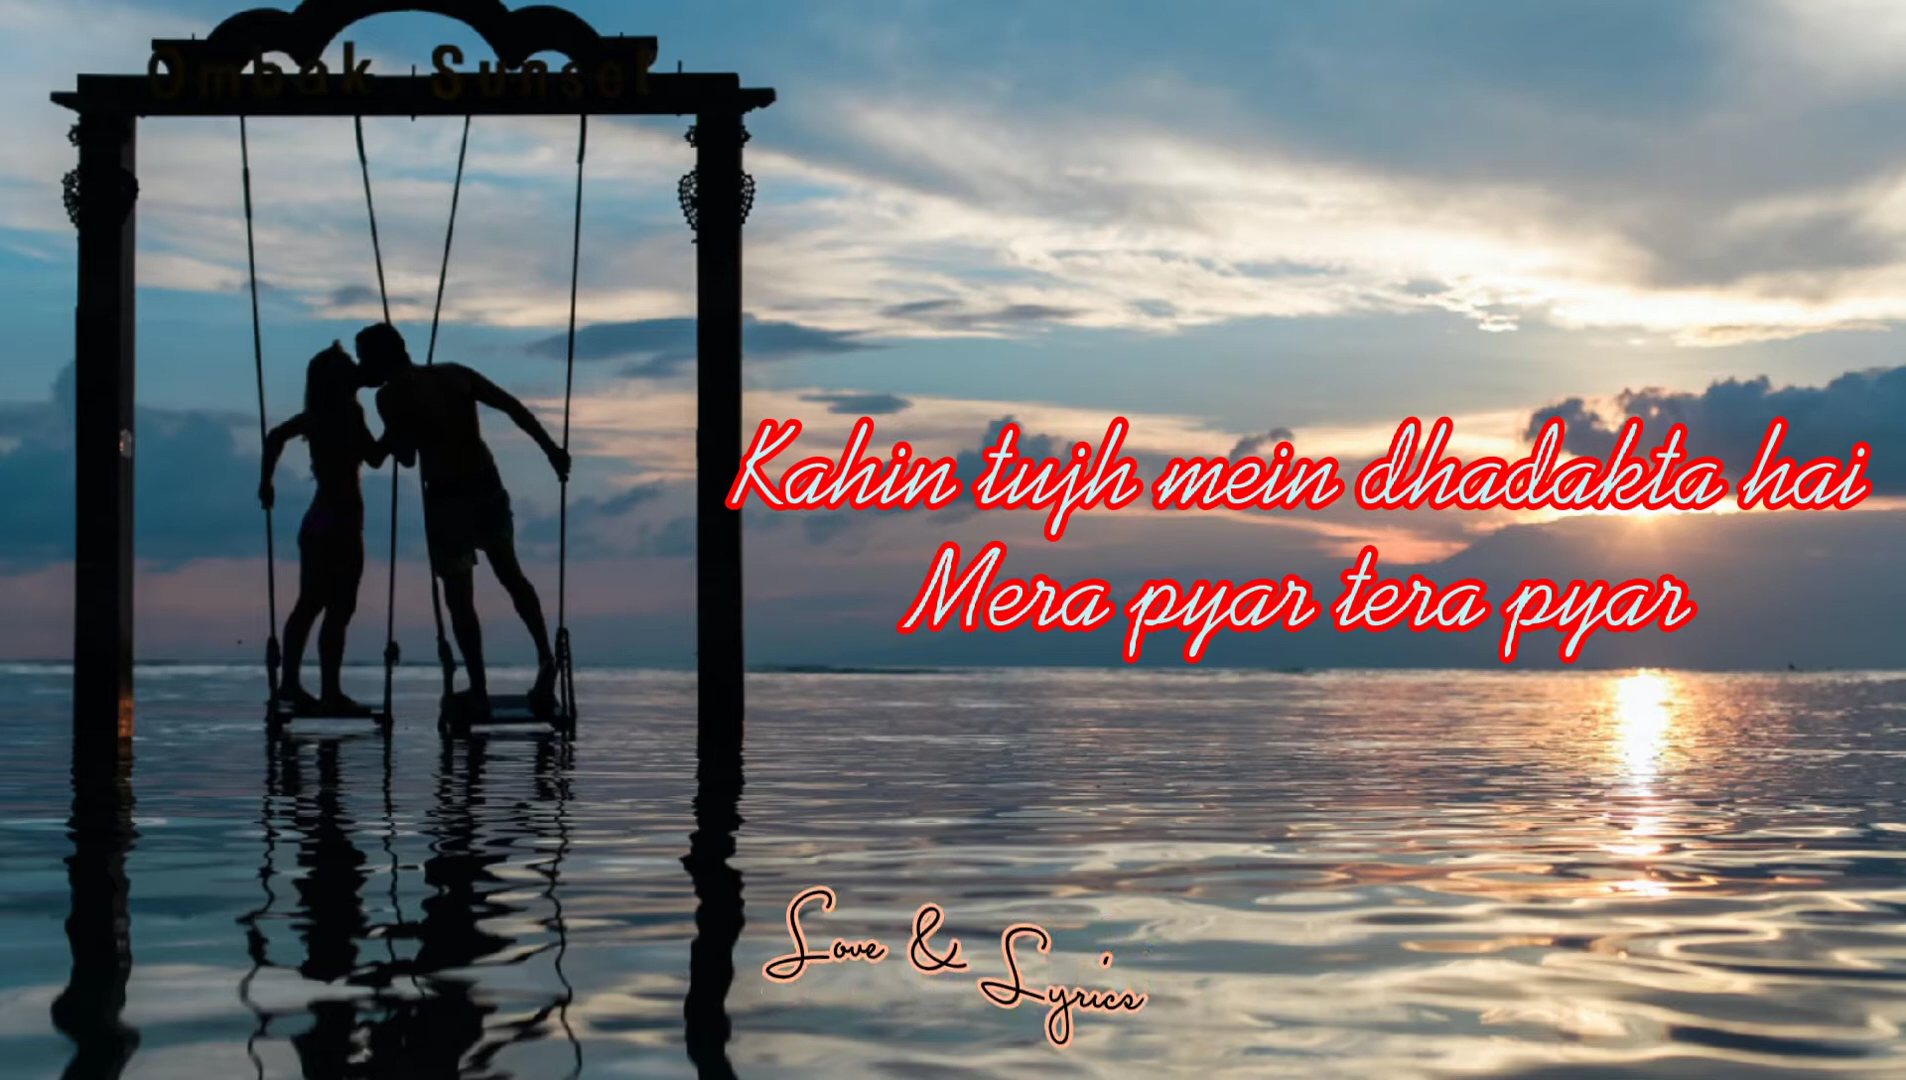 Ombak Sunset
Kahin tujh mein dhadakta hai
Mera pyar tera pyar
Love & Lyrics